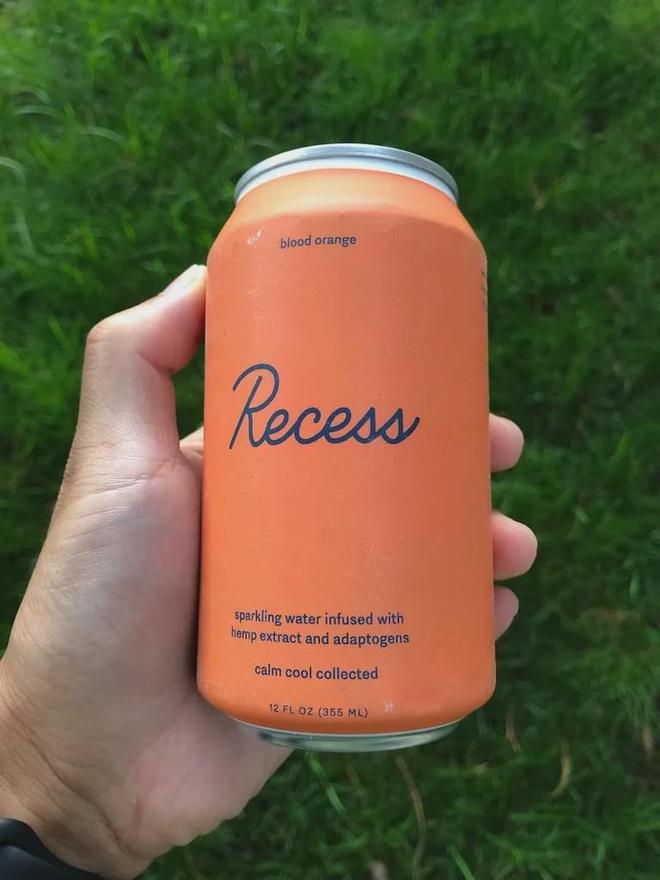 blood orange
Recess
sparkling water infused with
hemp extract and adaptogens
calm cool collected
12 FL OZ (355 ML)